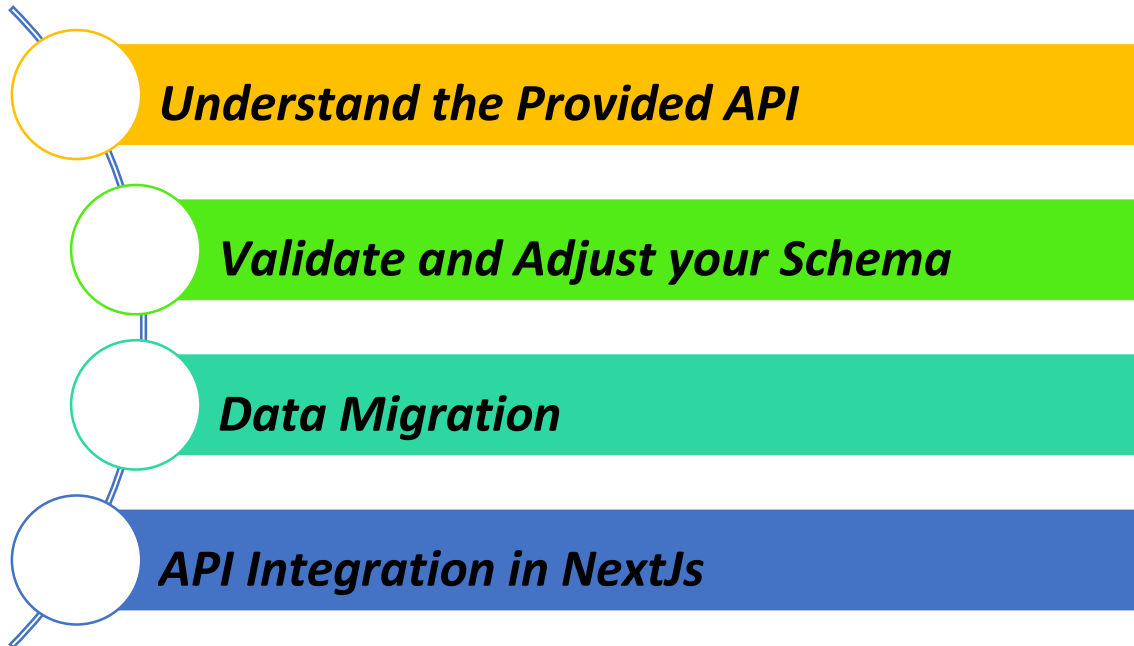 Understand the Provided API
Validate and Adjust your Schema
Data Migration
API Integration in NextJs